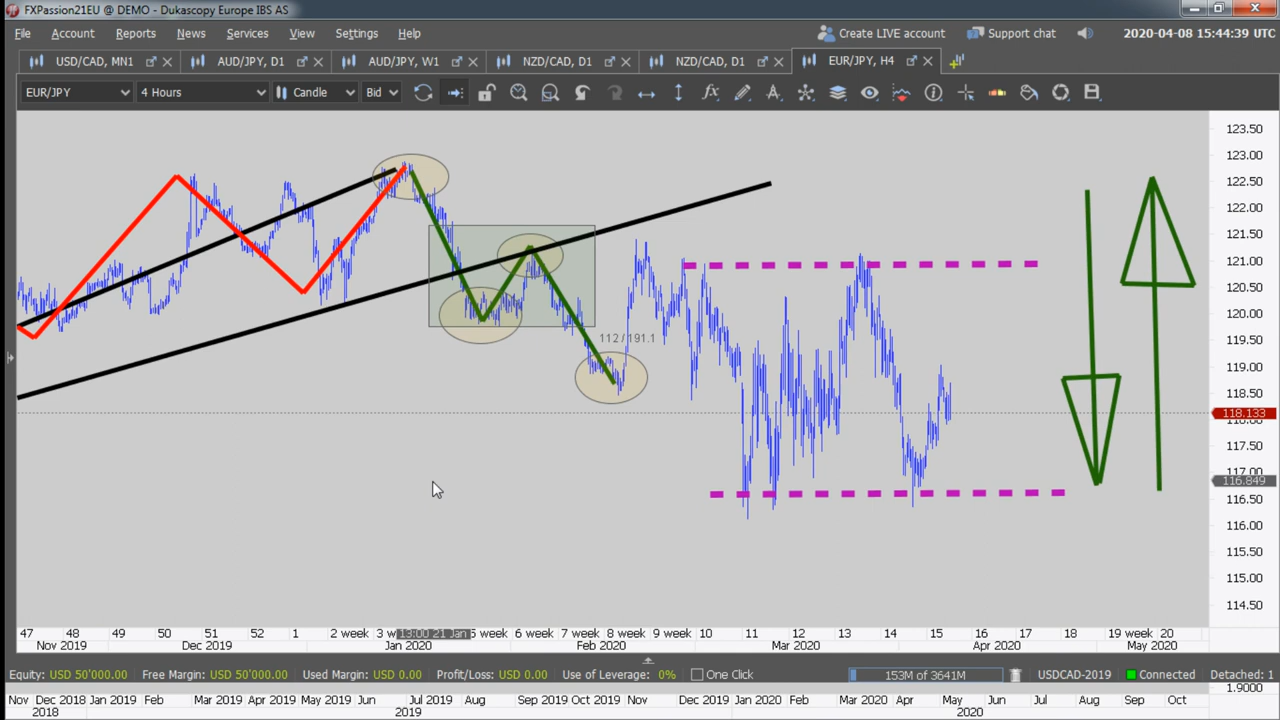 FXPassion21EU @ DEMO - Dukascopy Europe IBS AS
File Account Reports News Services View Settings Help Create LIVE account Support chat 2020-04-08 15:44:39 UTC
USD/CAD, MN1 AUD/JPY, D1 AUD/JPY, W1 NZD/CAD, D1 NZD/CAD, D1 EUR/JPY, H4
EUR/JPY 4 Hours Candle Bid
123.50
123.00
122.50
122.00
121.50
121.00
120.50
120.00
119.50
112 / 191.1
119.00
118.50
118.133
118.00
117.50
117.00
116.849
116.50
116.00
115.50
115.00
114.50
47 48 49 50 51 52 1 2 week 3 w 13:00 21 Jan 5 week 6 week 7 week 8 week 9 week 10 11 12 13 14 15 16 17 18 19 week 20
Nov 2019 Dec 2019 Jan 2020 Feb 2020 Mar 2020 Apr 2020 May 2020
Equity: USD 50'000.00 Free Margin: USD 50'000.00 Used Margin: USD 0.00 Profit/Loss: USD 0.00 Use of Leverage: 0% One Click 153M of 3641M USDCAD-2019 Connected Detached: 1
1.9000
Nov Dec 2018 Jan 2019 Feb Mar 2019 Apr 2019 May 2019 Jun Jul 2019 Aug Sep 2019 Oct 2019 Nov Dec 2019 Jan 2020 Feb Mar 2020 Apr May Jun Jul Aug Sep Oct
2018 2019 2020